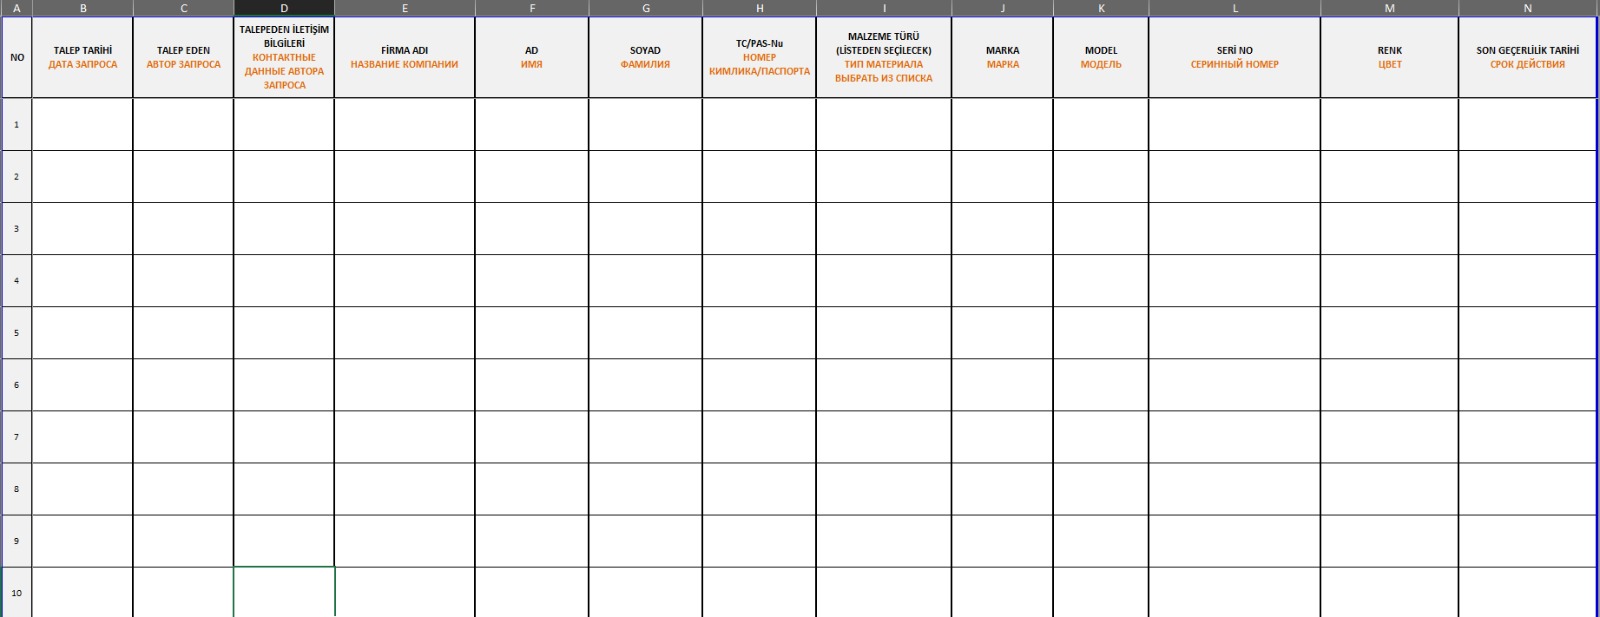 A B C D E F G H I J K L M N
NO
TALEP TARİHİ
ДАТА ЗАПРОСА
TALEP EDEN
АВТОР ЗАПРОСА
TALEPEDEN İLETİŞİM
BİLGİLERİ
КОНТАКТНЫЕ
ДАННЫЕ АВТОРА
ЗАПРОСА
FİRMA ADI
НАЗВАНИЕ КОМПАНИИ
AD
ИМЯ
SOYAD
ФАМИЛИЯ
TC/PAS-Nu
НОМЕР
КИМЛИКА/ПАСПОРТА
MALZEME TÜRÜ
(LİSTEDEN SEÇİLECEK)
ТИП МАТЕРИАЛА
ВЫБРАТЬ ИЗ СПИСКА
MARKA
МАРКА
MODEL
МОДЕЛЬ
SERİ NO
СЕРИННЫЙ НОМЕР
RENK
ЦВЕТ
SON GEÇERLİLİK TARİHİ
СРОК ДЕЙСТВИЯ
1
2
3
4
5
6
7
8
9
10